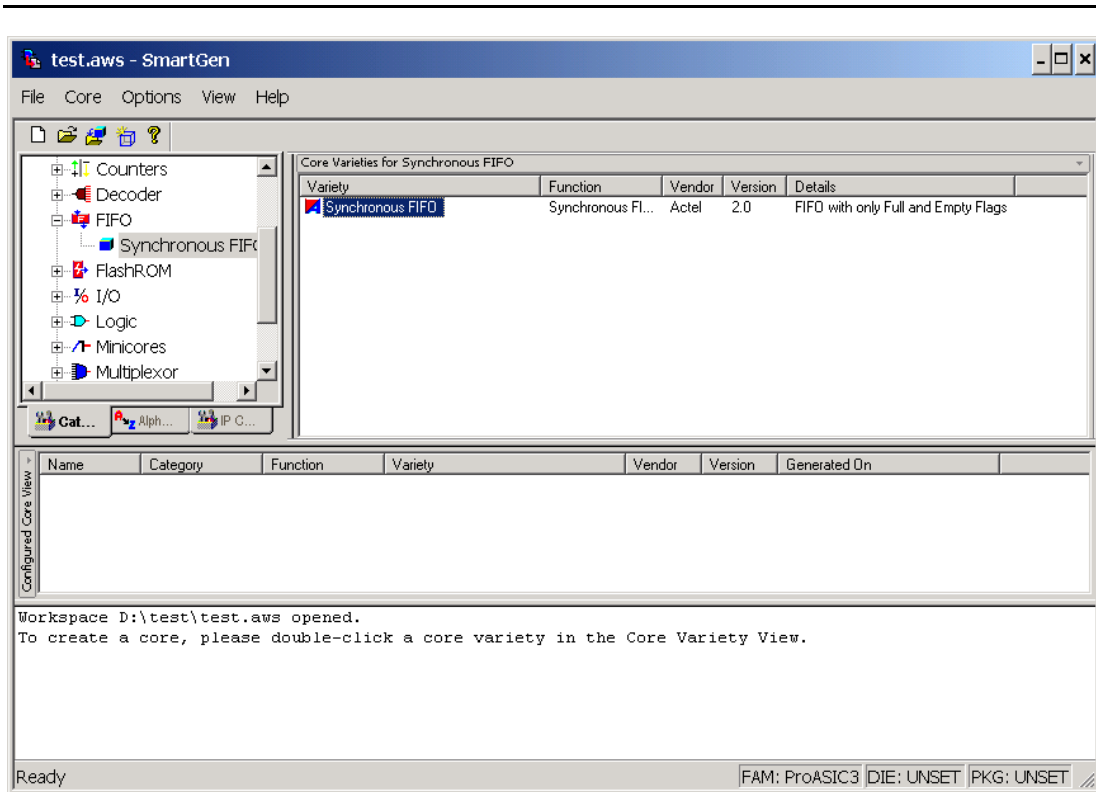 test.aws - SmartGen
File Core Options View Help
Counters
Decoder
FIFO
Synchronous FIF
FlashROM
I/O
Logic
Minicores
Multiplexor
Cat... Alph... IP C...
Core Varieties for Synchronous FIFO
Variety Function Vendor Version Details
Synchronous FIFO Synchronous FI... Actel 2.0 FIFO with only Full and Empty Flags
Configured Core View
Name Category Function Variety Vendor Version Generated On
Workspace D:\test\test.aws opened.
To create a core, please double-click a core variety in the Core Variety View.
Ready FAM: ProASIC3 DIE: UNSET PKG: UNSET